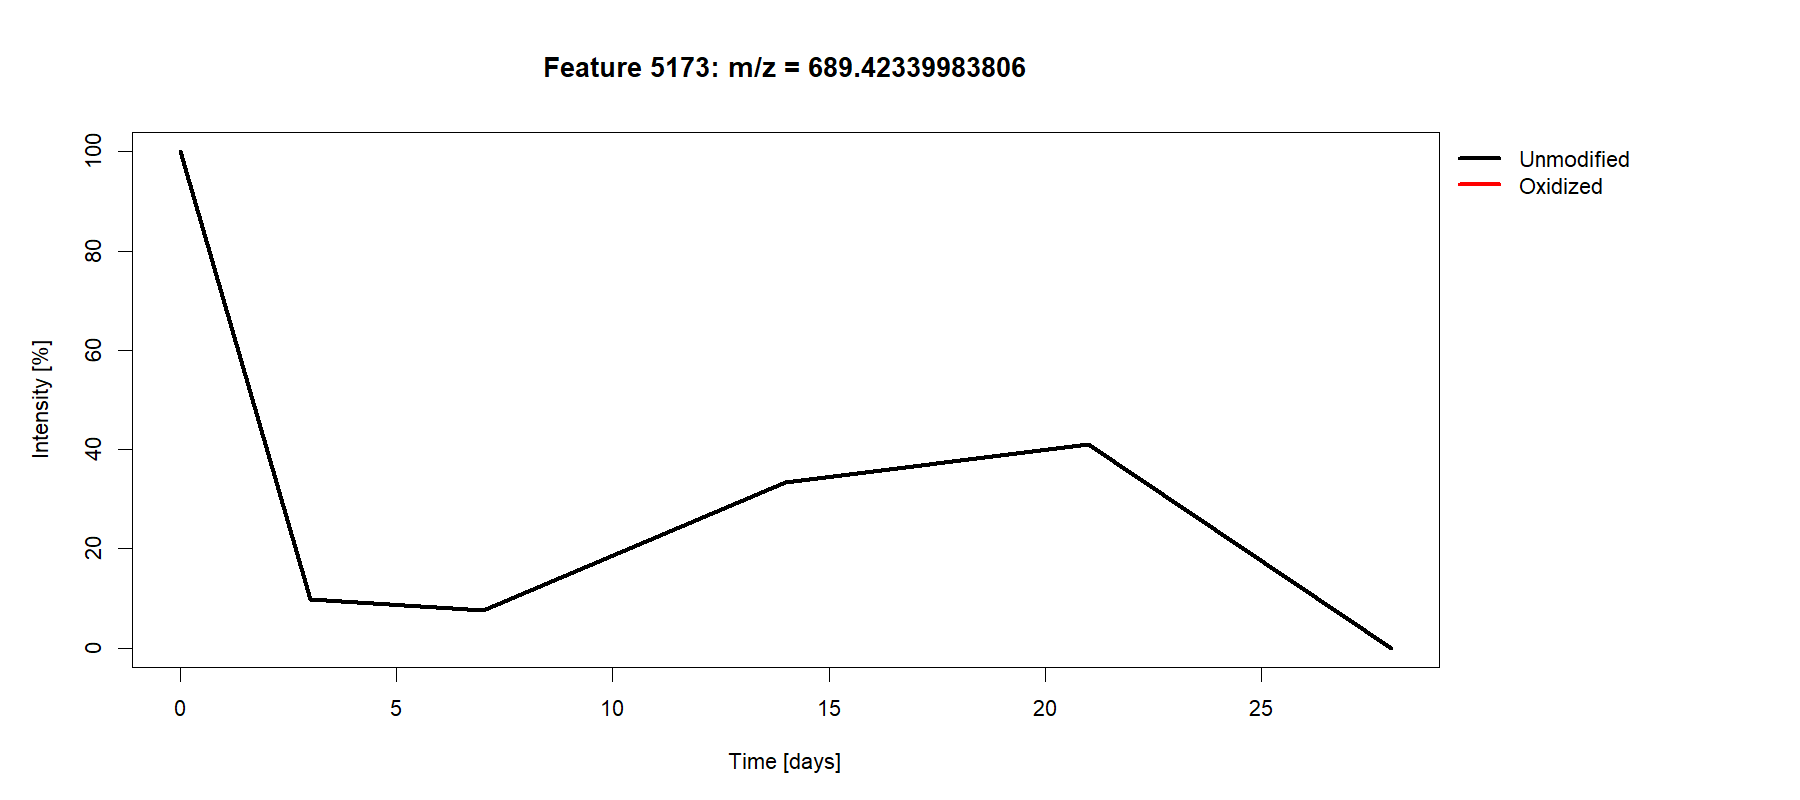 Feature 5173: m/z = 689.42339983806
Unmodified
Oxidized
Intensity [%]
100
80
60
40
20
0
0 5 10 15 20 25
Time [days]